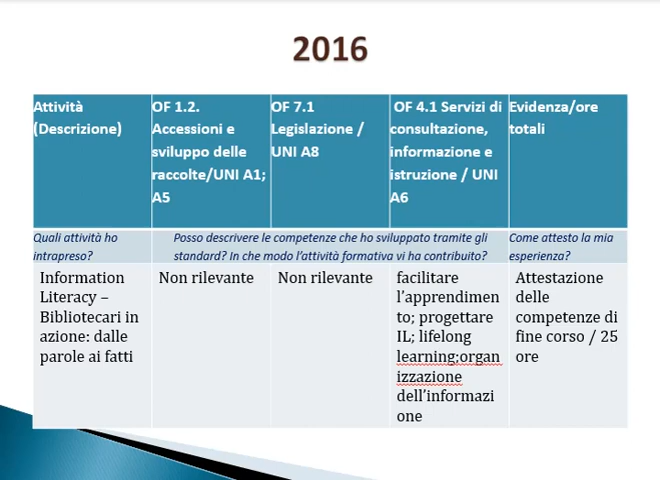 2016
Attività
(Descrizione)
OF 1.2.
Accessioni e
sviluppo delle
raccolte/UNI A1;
A5
OF 7.1
Legislazione /
UNI A8
OF 4.1 Servizi di
consultazione,
informazione e
istruzione / UNI
A6
Evidenza/ore
totali
Quali attività ho
intrapreso?
Posso descrivere le competenze che ho sviluppato tramite gli
standard? In che modo l'attività formativa vi ha contribuito?
Come attesto la mia
esperienza?
Information
Literacy –
Bibliotecari in
azione: dalle
parole ai fatti
Non rilevante
Non rilevante
facilitare
l'apprendimen
to; progettare
IL; lifelong
learning;organ
izzazione
dell'informazi
one
Attestazione
delle
competenze di
fine corso / 25
ore